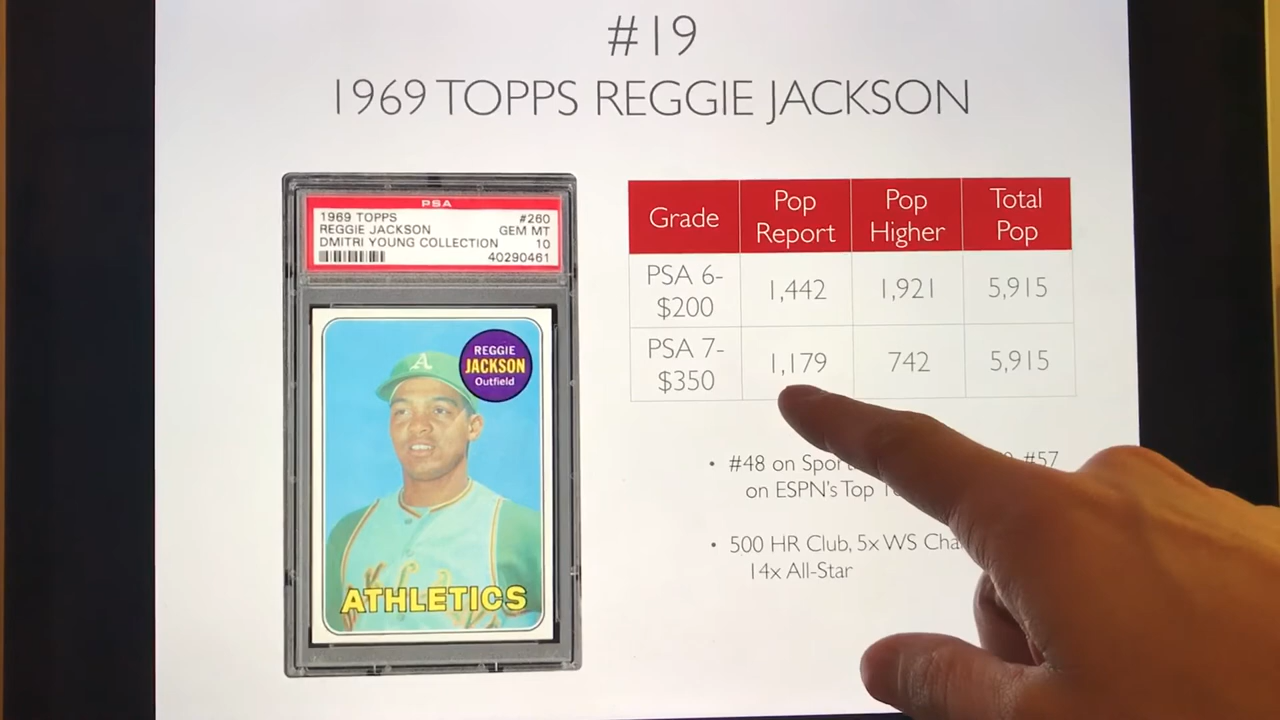 #19
1969 TOPPS REGGIE JACKSON
PSA
1969 TOPPS #260
REGGIE JACKSON GEM MT
DMITRI YOUNG COLLECTION 10
40290461
A
REGGIE
JACKSON
Outfield
ATHLETICS
Grade Pop Report Pop Higher Total Pop
PSA 6-$200 1,442 1,921 5,915
PSA 7-$350 1,179 742 5,915
• #48 on #57
on ESPN's Top
• 500 HR Club, 5x WS
14x All-Star